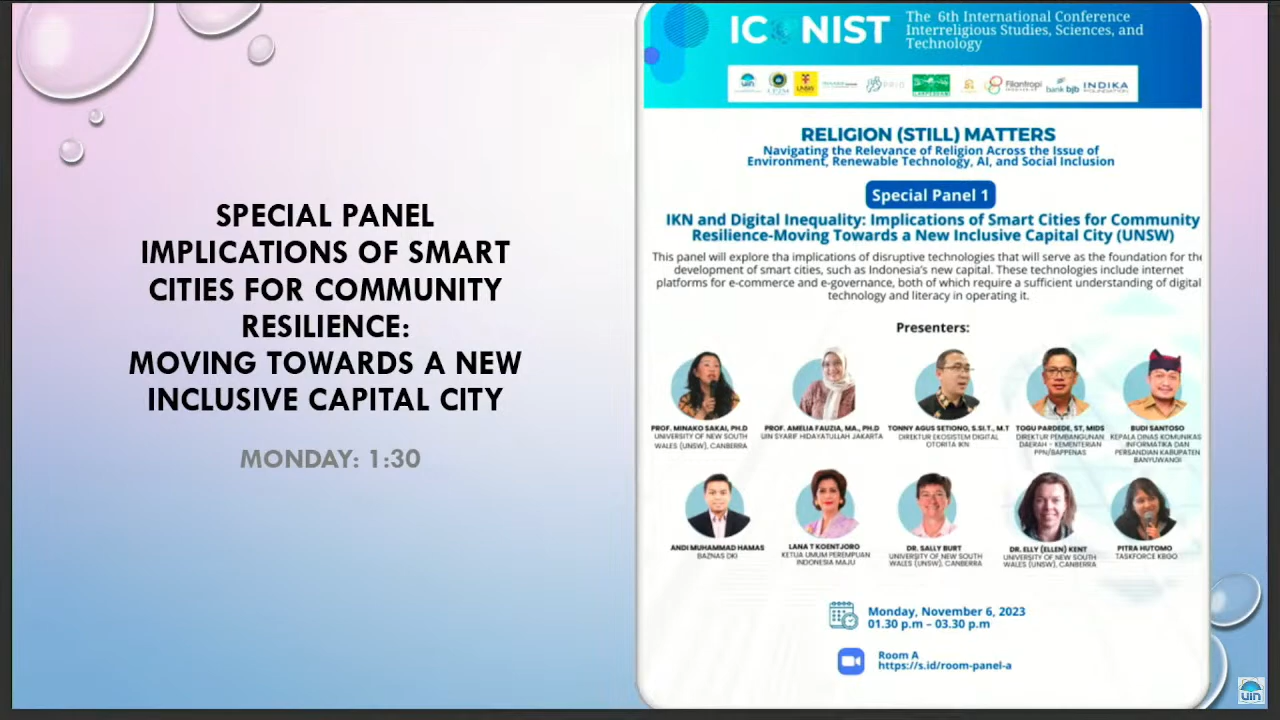 SPECIAL PANEL
IMPLICATIONS OF SMART
CITIES FOR COMMUNITY
RESILIENCE:
MOVING TOWARDS A NEW
INCLUSIVE CAPITAL CITY
MONDAY: 1:30
ICONIST
The 6th International Conference
Interreligious Studies, Sciences, and
Technology
uin
Filantropi
bank bjb
INDIKA
FOUNDATION
RELIGION (STILL) MATTERS
Navigating the Relevance of Religion Across the Issue of
Environment, Renewable Technology, AI, and Social Inclusion
Special Panel 1
IKN and Digital Inequality: Implications of Smart Cities for Community
Resilience-Moving Towards a New Inclusive Capital City (UNSW)
This panel will explore tha implications of disruptive technologies that will serve as the foundation for the
development of smart cities, such as Indonesia's new capital. These technologies include internet
platforms for e-commerce and e-governance, both of which require a sufficient understanding of digital
technology and literacy in operating it.
Presenters:
PROF. MINAKO SAKAI, PH.D
UNIVERSITY OF NEW SOUTH
WALES (UNSW), CANBERRA
PROF. AMELIA FAUZIA, MA., PH.D
UIN SYARIF HIDAYATULLAH JAKARTA
TONNY AGUS SETIONO, S.SI.T., M.T
DIREKTUR EKOSISTEM DIGITAL
OTORITA IKN
TOGU PARDEDE, ST, MIDS
DIREKTUR PEMBANGUNAN
DAERAH - KEMENTERIAN
PPN/BAPPENAS
BUDI SANTOSO
KEPALA DINAS KOMUNIKAS
INFORMATIKA DAN
PERSANDIAN KABUPATEN
BANYUWANGI
ANDI MUHAMMAD HAMAS
BAZNAS DKI
LANA T KOENTJORO
KETUA UMUM PEREMPUAN
INDONESIA MAJU
DR. SALLY BURT
UNIVERSITY OF NEW SOUTH
WALES (UNSW), CANBERRA
DR. ELLY (ELLEN) KENT
UNIVERSITY OF NEW SOUTH
WALES (UNSW), CANBERRA
PITRA HUTOMO
TASKFORCE KBGO
Monday, November 6, 2023
01.30 p.m – 03.30 p.m
Room A
https://s.id/room-panel-a
uin